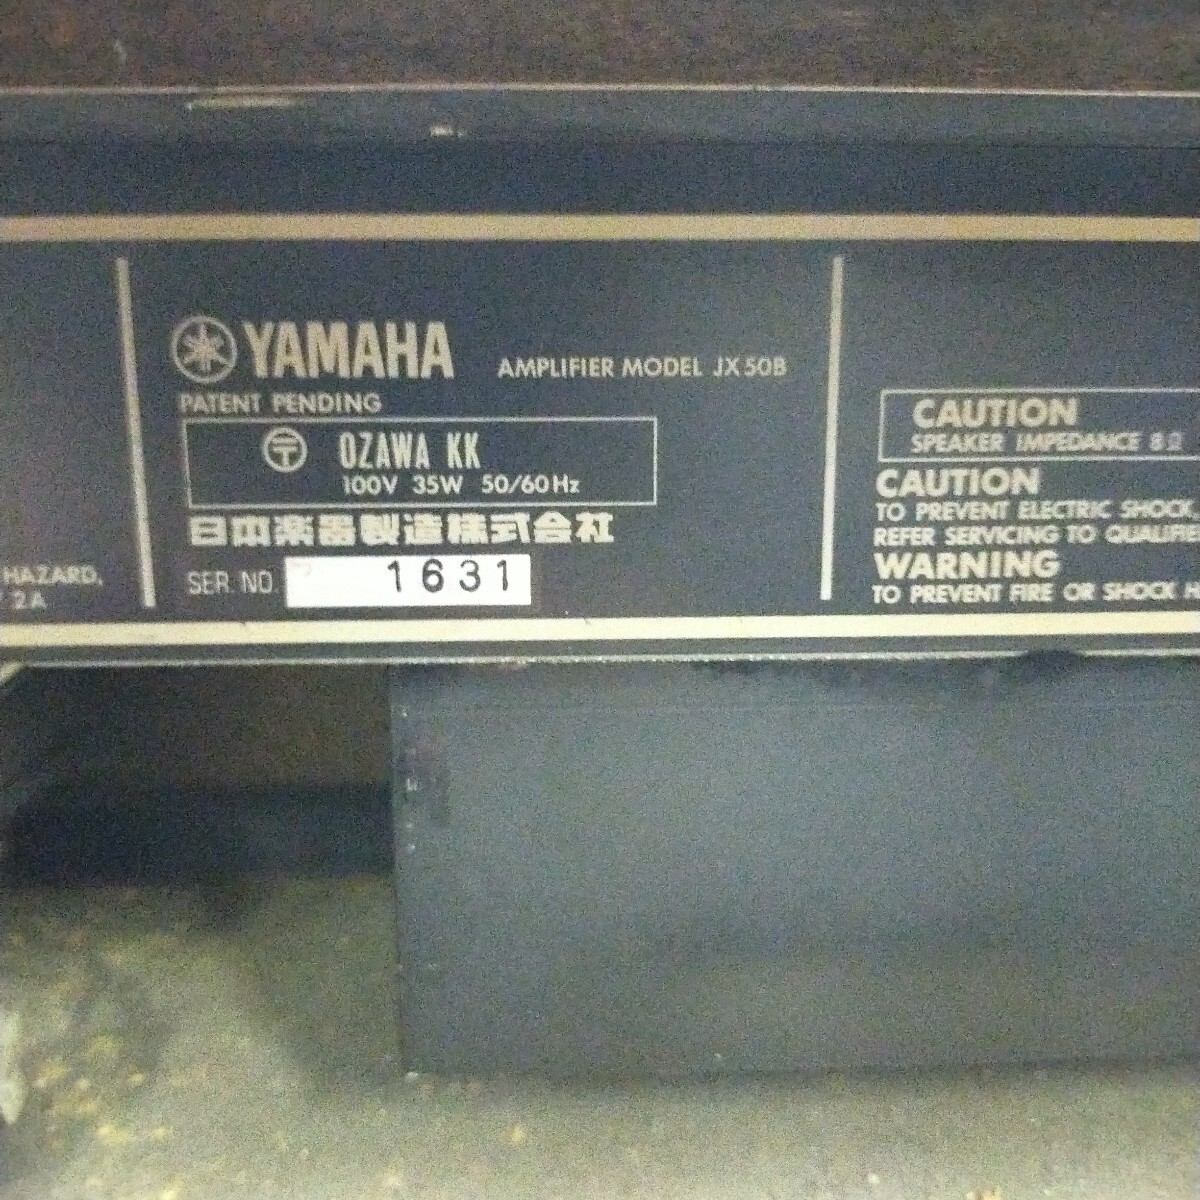 YAMAHA AMPLIFIER MODEL JX50B
PATENT PENDING
〒 OZAWA KK
100V 35W 50/60Hz
日本楽器製造株式会社
SER. NO. 1631
HAZARD,
2A
CAUTION
SPEAKER IMPEDANCE 8Ω
CAUTION
TO PREVENT ELECTRIC SHOCK,
REFER SERVICING TO QUALIFIE
WARNING
TO PREVENT FIRE OR SHOCK H